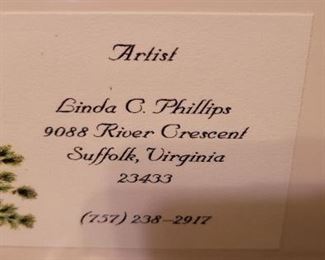 Artist
Linda C. Phillips
9088 River Crescent
Suffolk, Virginia
23433
(757) 238-2917